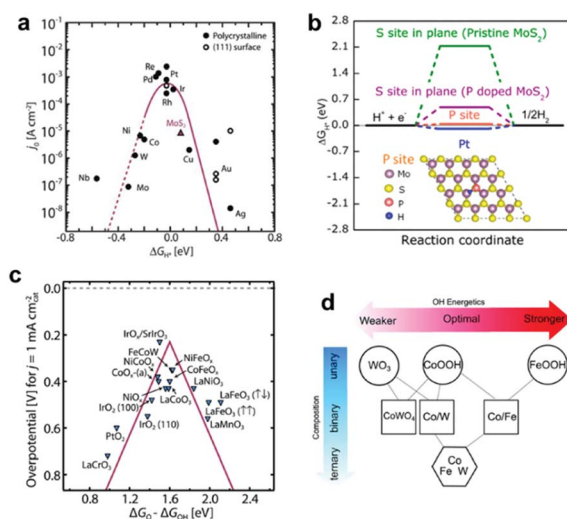 a
Polycrystalline
(111) surface
Re
Pt
Pd
Ir
Rh
MoS₂
Ni
Co
W
Cu
Nb
Mo
Au
Ag
j₀ [A cm⁻²]
10⁻¹
10⁻²
10⁻³
10⁻⁴
10⁻⁵
10⁻⁶
10⁻⁷
10⁻⁸
-0.8
-0.4
0.0
0.4
0.8
ΔG_H* [eV]
b
S site in plane (Pristine MoS₂)
S site in plane (P doped MoS₂)
H⁺ + e⁻
P site
1/2H₂
Pt
P site
Mo
S
P
H
ΔG_H* (eV)
2.8
2.1
1.4
0.7
0.0
-0.7
-1.4
-2.1
-2.8
Reaction coordinate
c
IrOₓ/SrIrO₃
FeCoW
NiFeOₓ
NiCoOₓ
CoFeOₓ
CoOₓ-(a)
LaNiO₃
NiOₓ
LaCoO₃
LaFeO₃ (↑↓)
IrO₂ (100)
LaFeO₃ (↑↑)
IrO₂ (110)
LaMnO₃
PtO₂
LaCrO₃
Overpotential [V] for j = 1 mA cm⁻²cat
0.0
0.2
0.4
0.6
0.8
0.8
1.2
1.6
2.0
2.4
ΔG_O - ΔG_OH [eV]
d
OH Energetics
Weaker Optimal Stronger
Composition
unary
binary
ternary
WO₃
CoOOH
FeOOH
CoWO₄
Co/W
Co/Fe
Co
Fe W